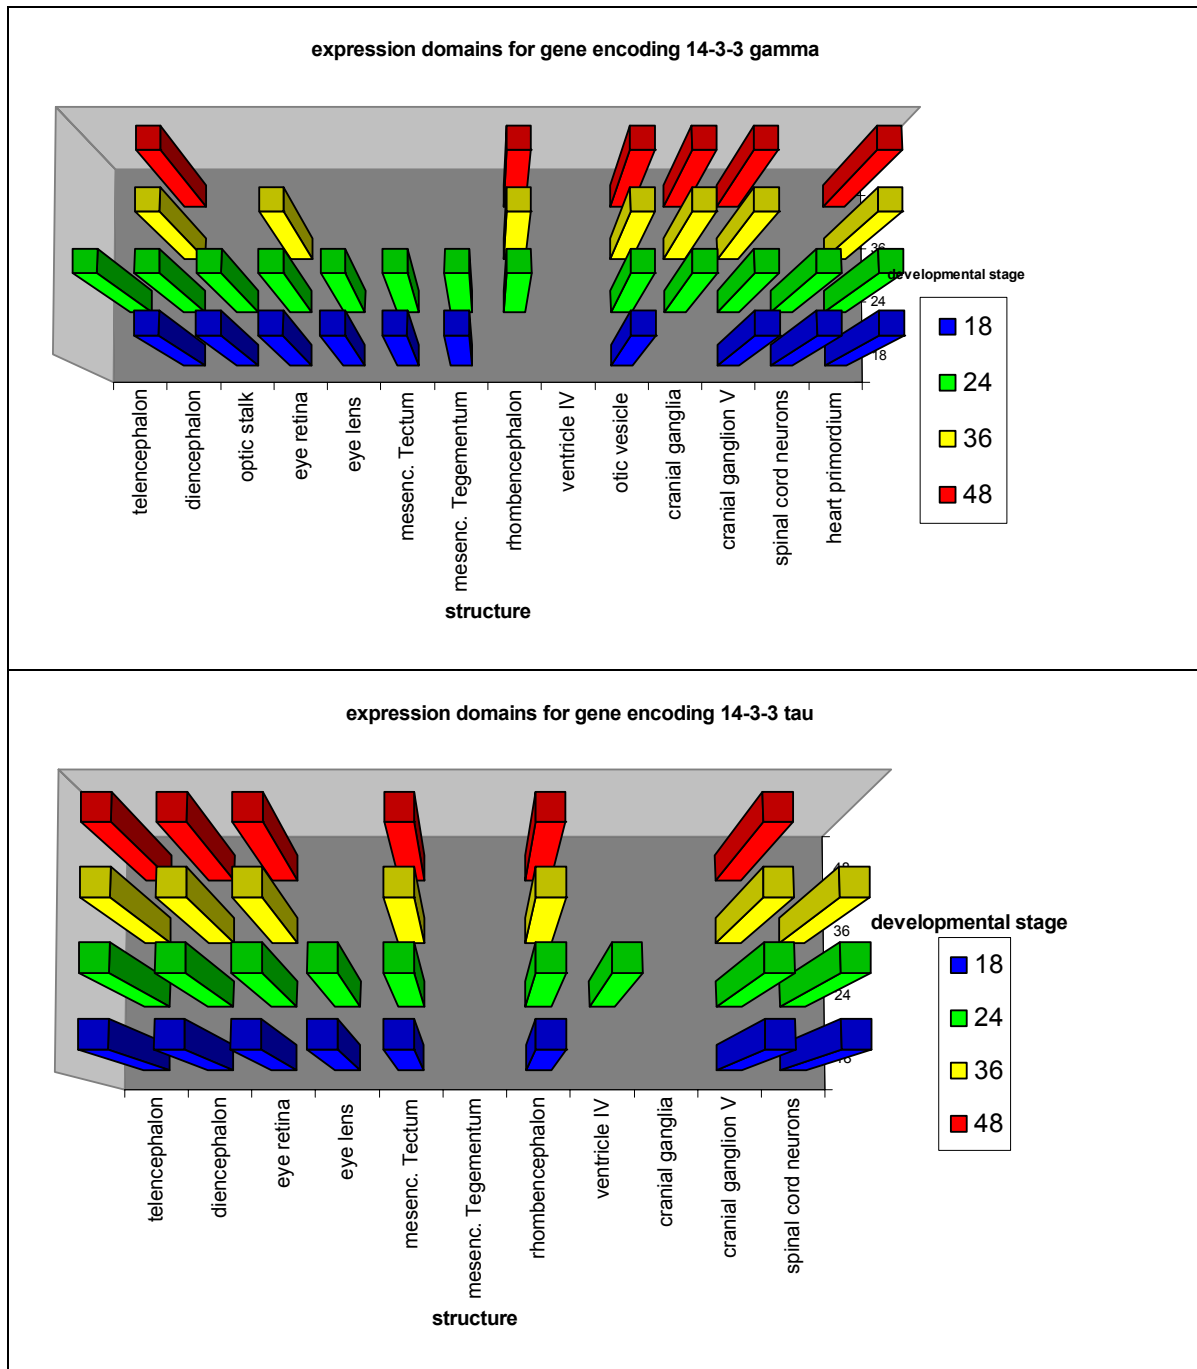 expression domains for gene encoding 14-3-3 gamma
36
developmental stage
24
18
18
24
36
48
telencephalon
diencephalon
optic stalk
eye retina
eye lens
mesenc. Tectum
mesenc. Tegementum
rhombencephalon
ventricle IV
otic vesicle
cranial ganglia
cranial ganglion V
spinal cord neurons
heart primordium
structure
expression domains for gene encoding 14-3-3 tau
48
36
developmental stage
24
18
18
24
36
48
telencephalon
diencephalon
eye retina
eye lens
mesenc. Tectum
mesenc. Tegementum
rhombencephalon
ventricle IV
cranial ganglia
cranial ganglion V
spinal cord neurons
structure